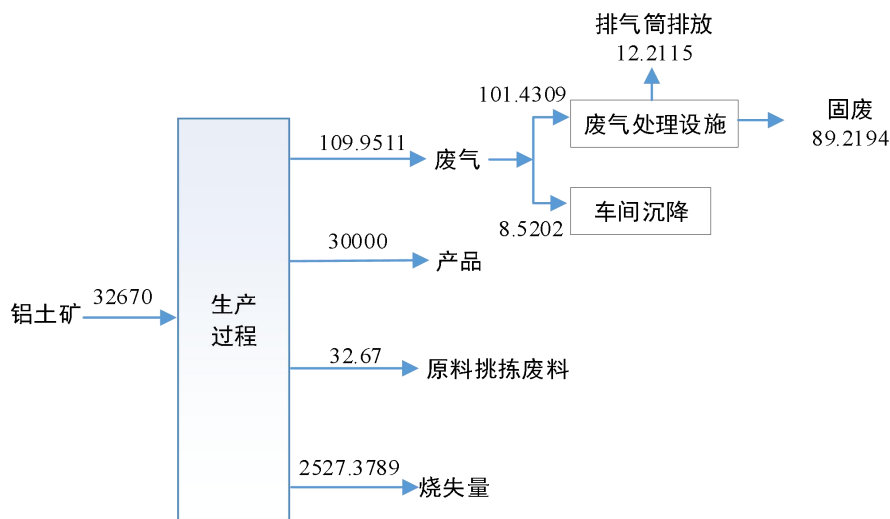 排气筒排放
12.2115
101.4309
废气处理设施
固废
89.2194
109.9511
废气
8.5202
车间沉降
30000
产品
铝土矿
32670
生产
过程
32.67
原料挑拣废料
2527.3789
烧失量